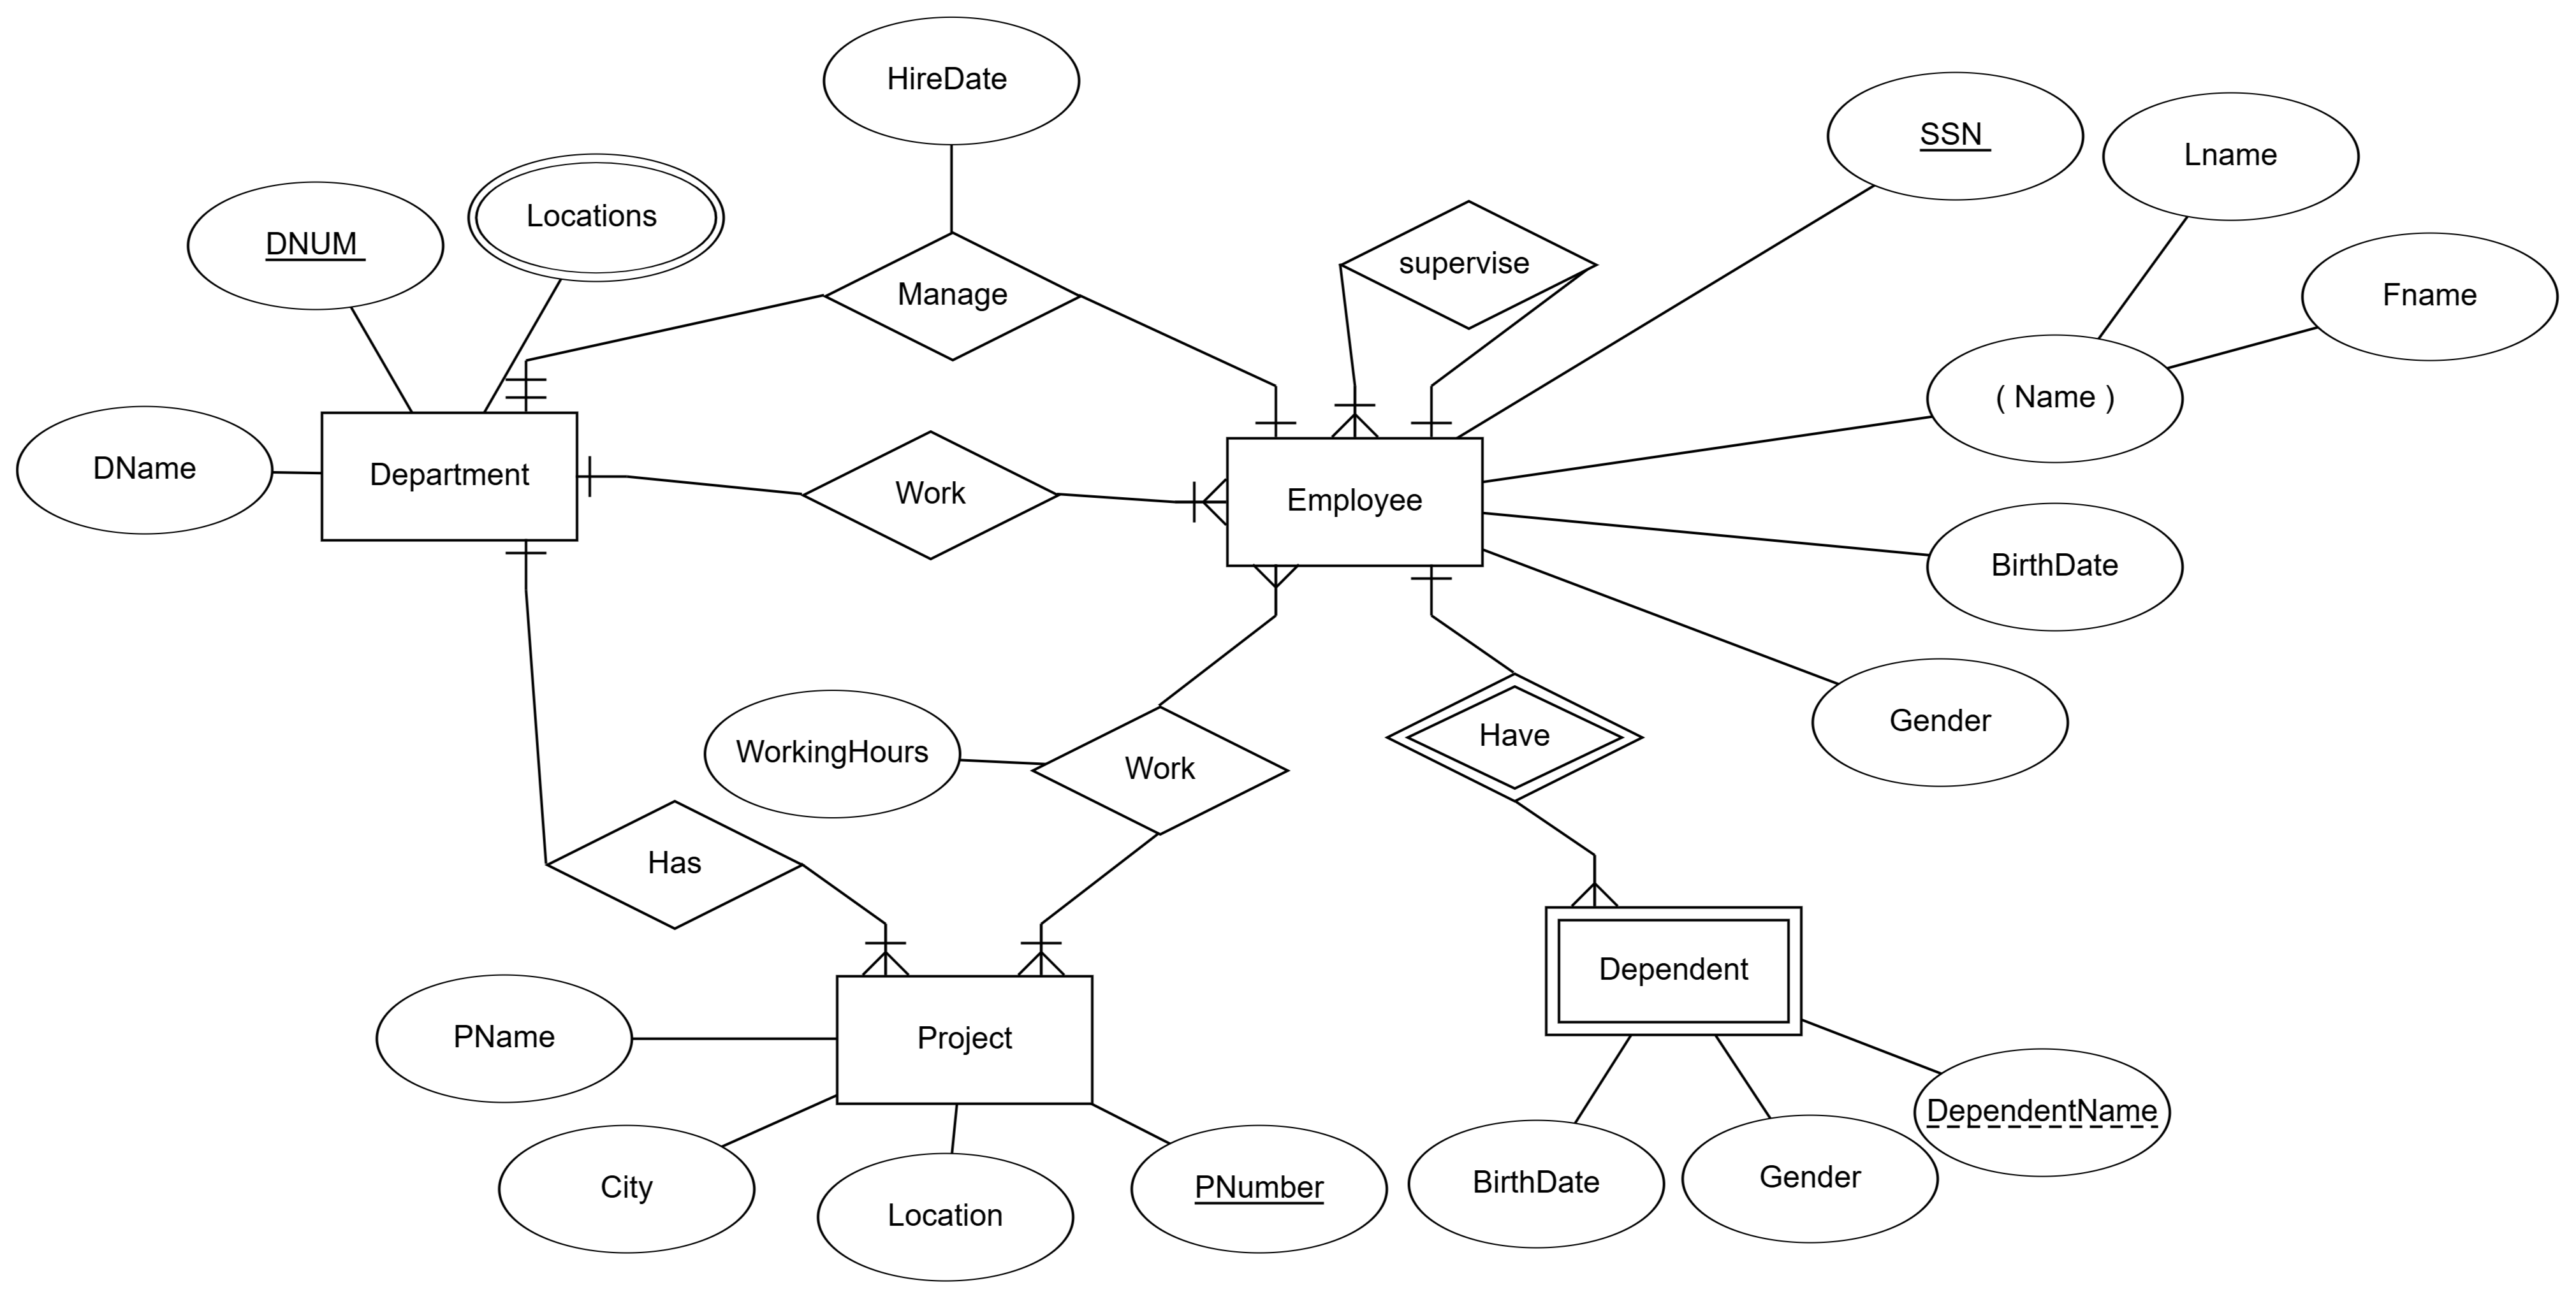 HireDate
SSN
Lname
Locations
DNUM
supervise
Manage
Fname
( Name )
DName
Department
Work
Employee
BirthDate
Gender
WorkingHours
Work
Have
Has
Dependent
PName
Project
DependentName
City
Location
PNumber
BirthDate
Gender